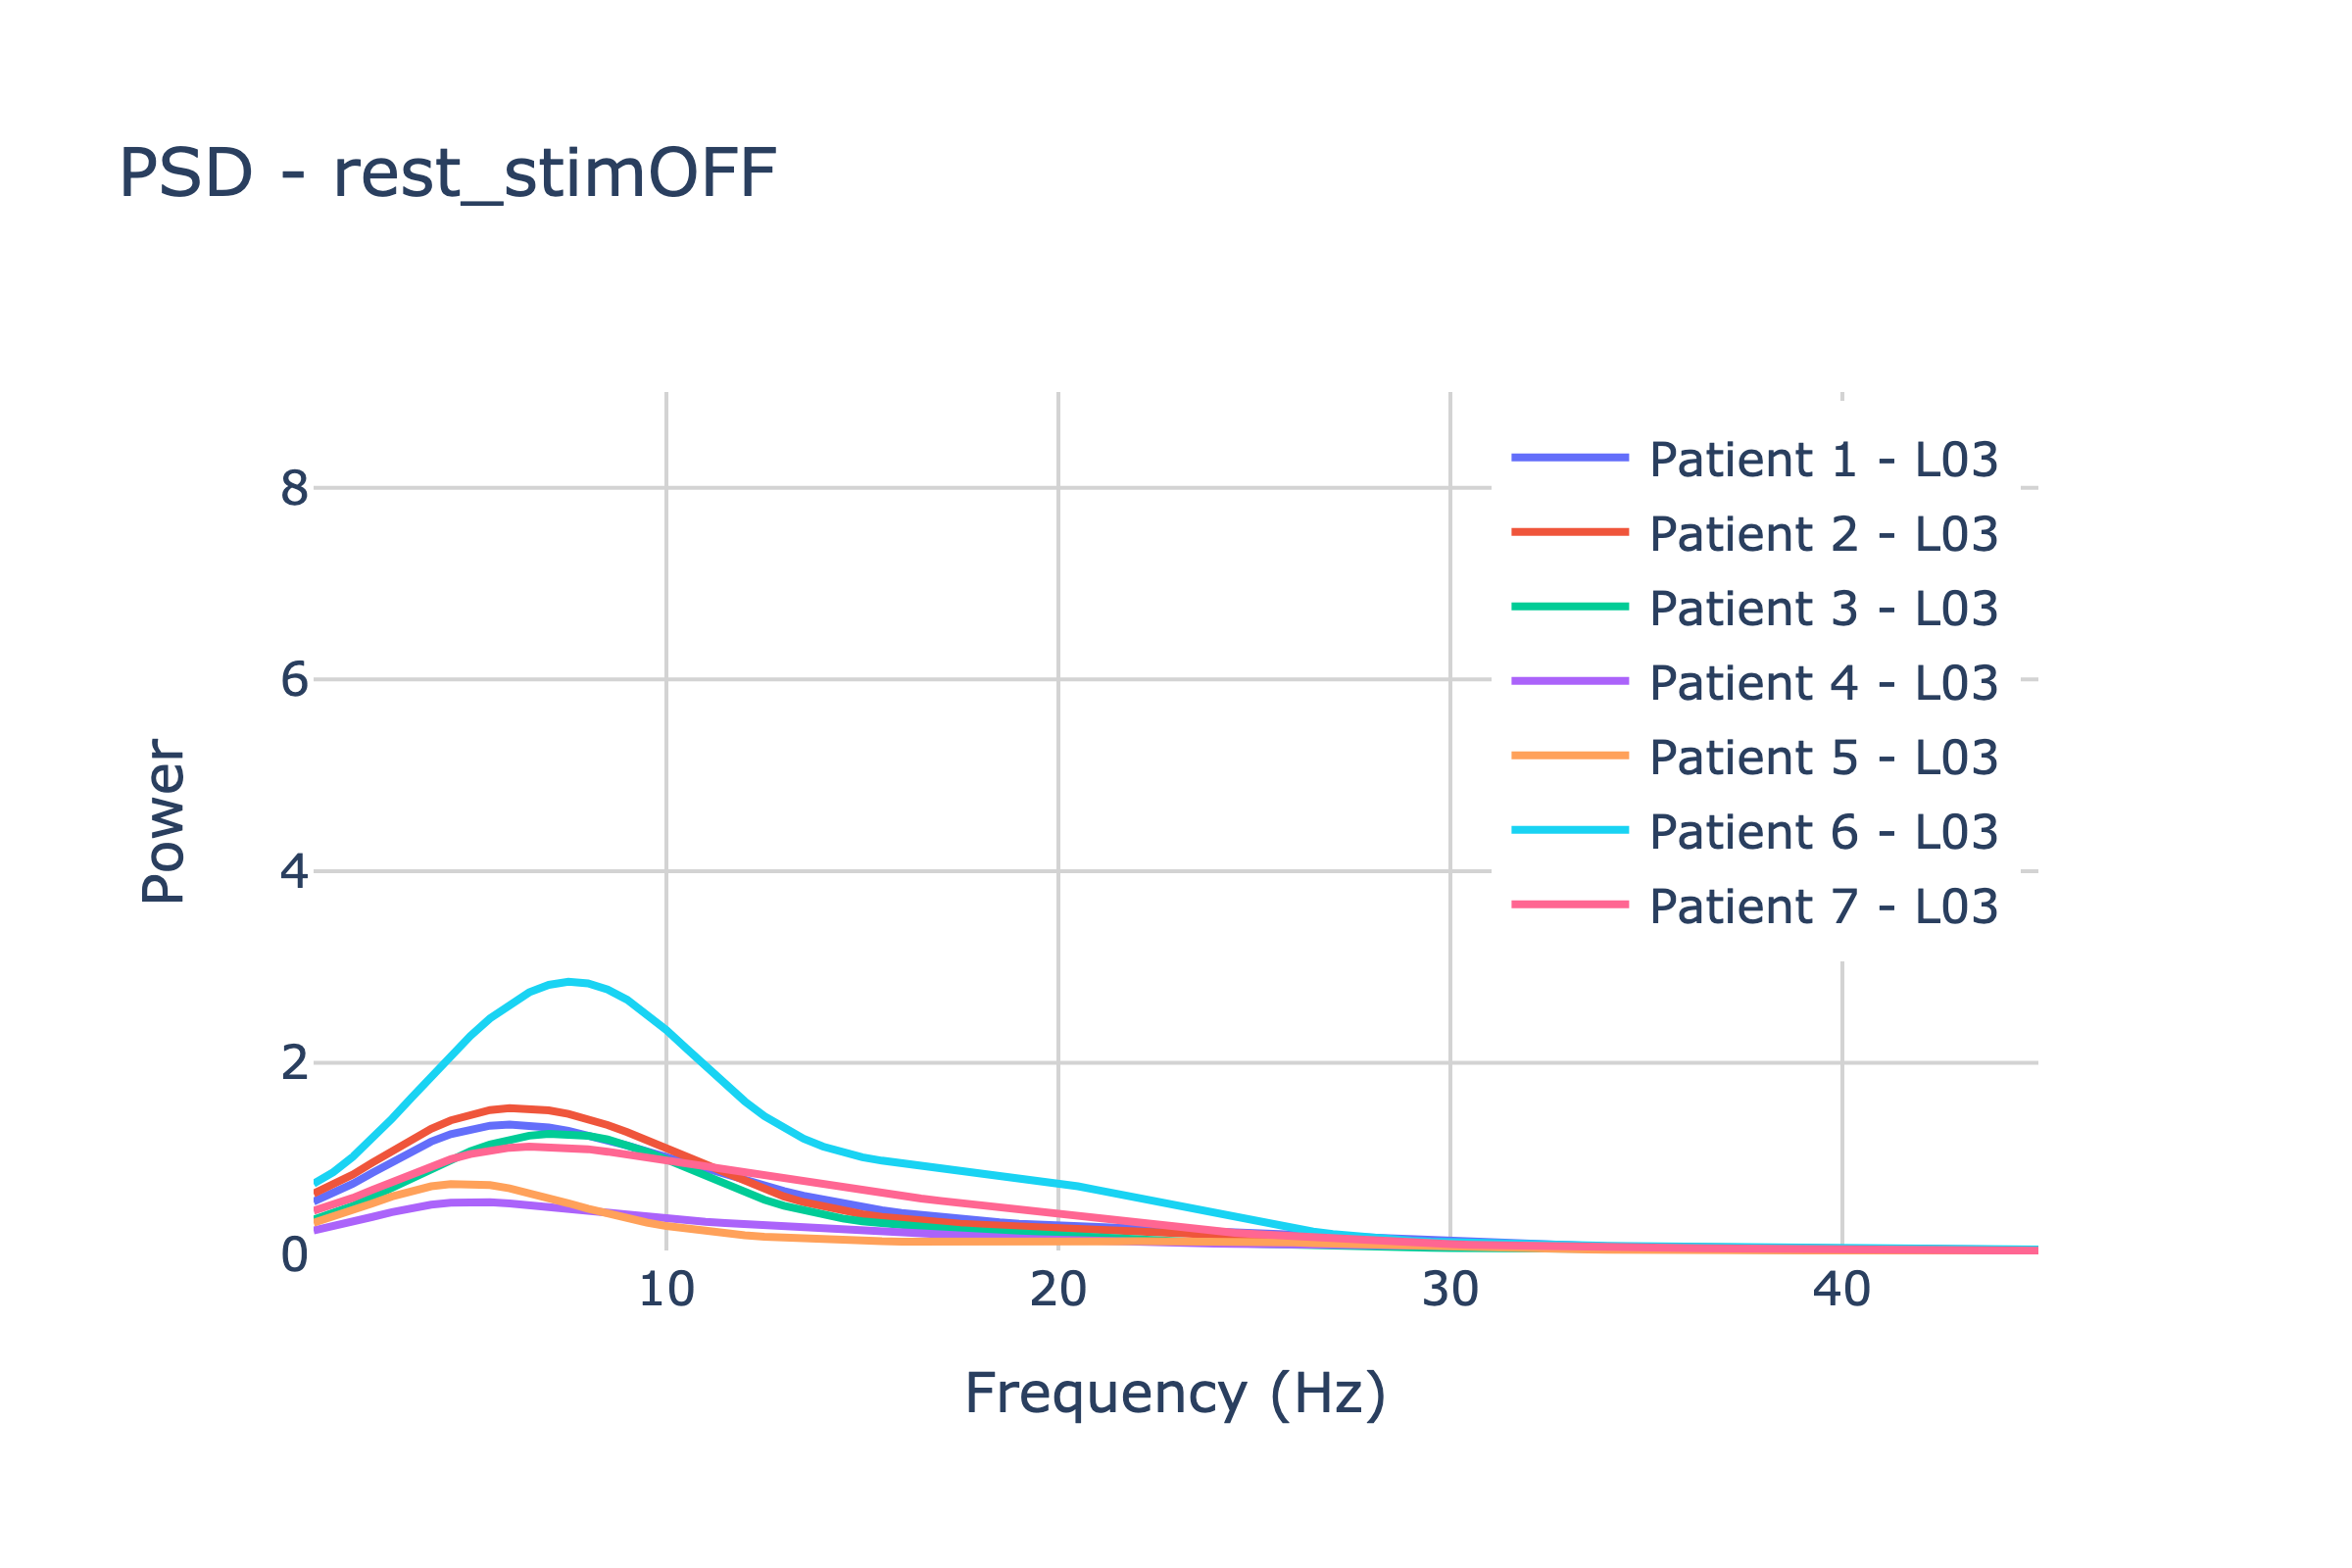 PSD - rest_stimOFF
Patient 1 - L03
Patient 2 - L03
Patient 3 - L03
Patient 4 - L03
Patient 5 - L03
Patient 6 - L03
Patient 7 - L03
8
6
4
2
0
Power
10 20 30 40
Frequency (Hz)